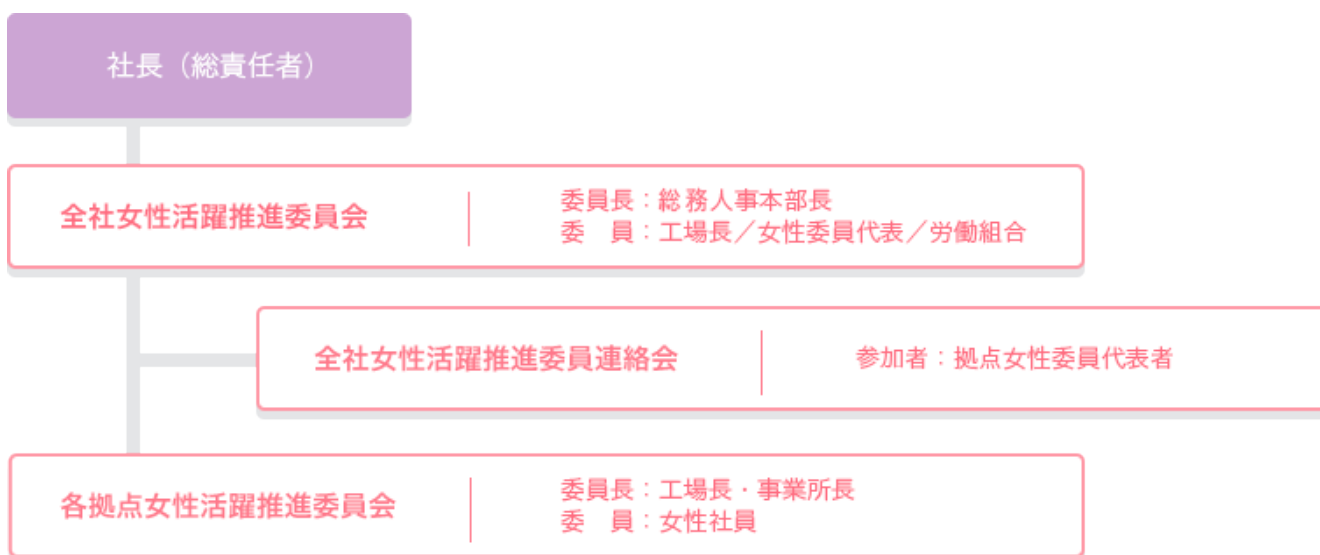 社長（総責任者）
全社女性活躍推進委員会
委員長：総務人事本部長
委　員：工場長／女性委員代表／労働組合
全社女性活躍推進委員連絡会
参加者：拠点女性委員代表者
各拠点女性活躍推進委員会
委員長：工場長・事業所長
委　員：女性社員